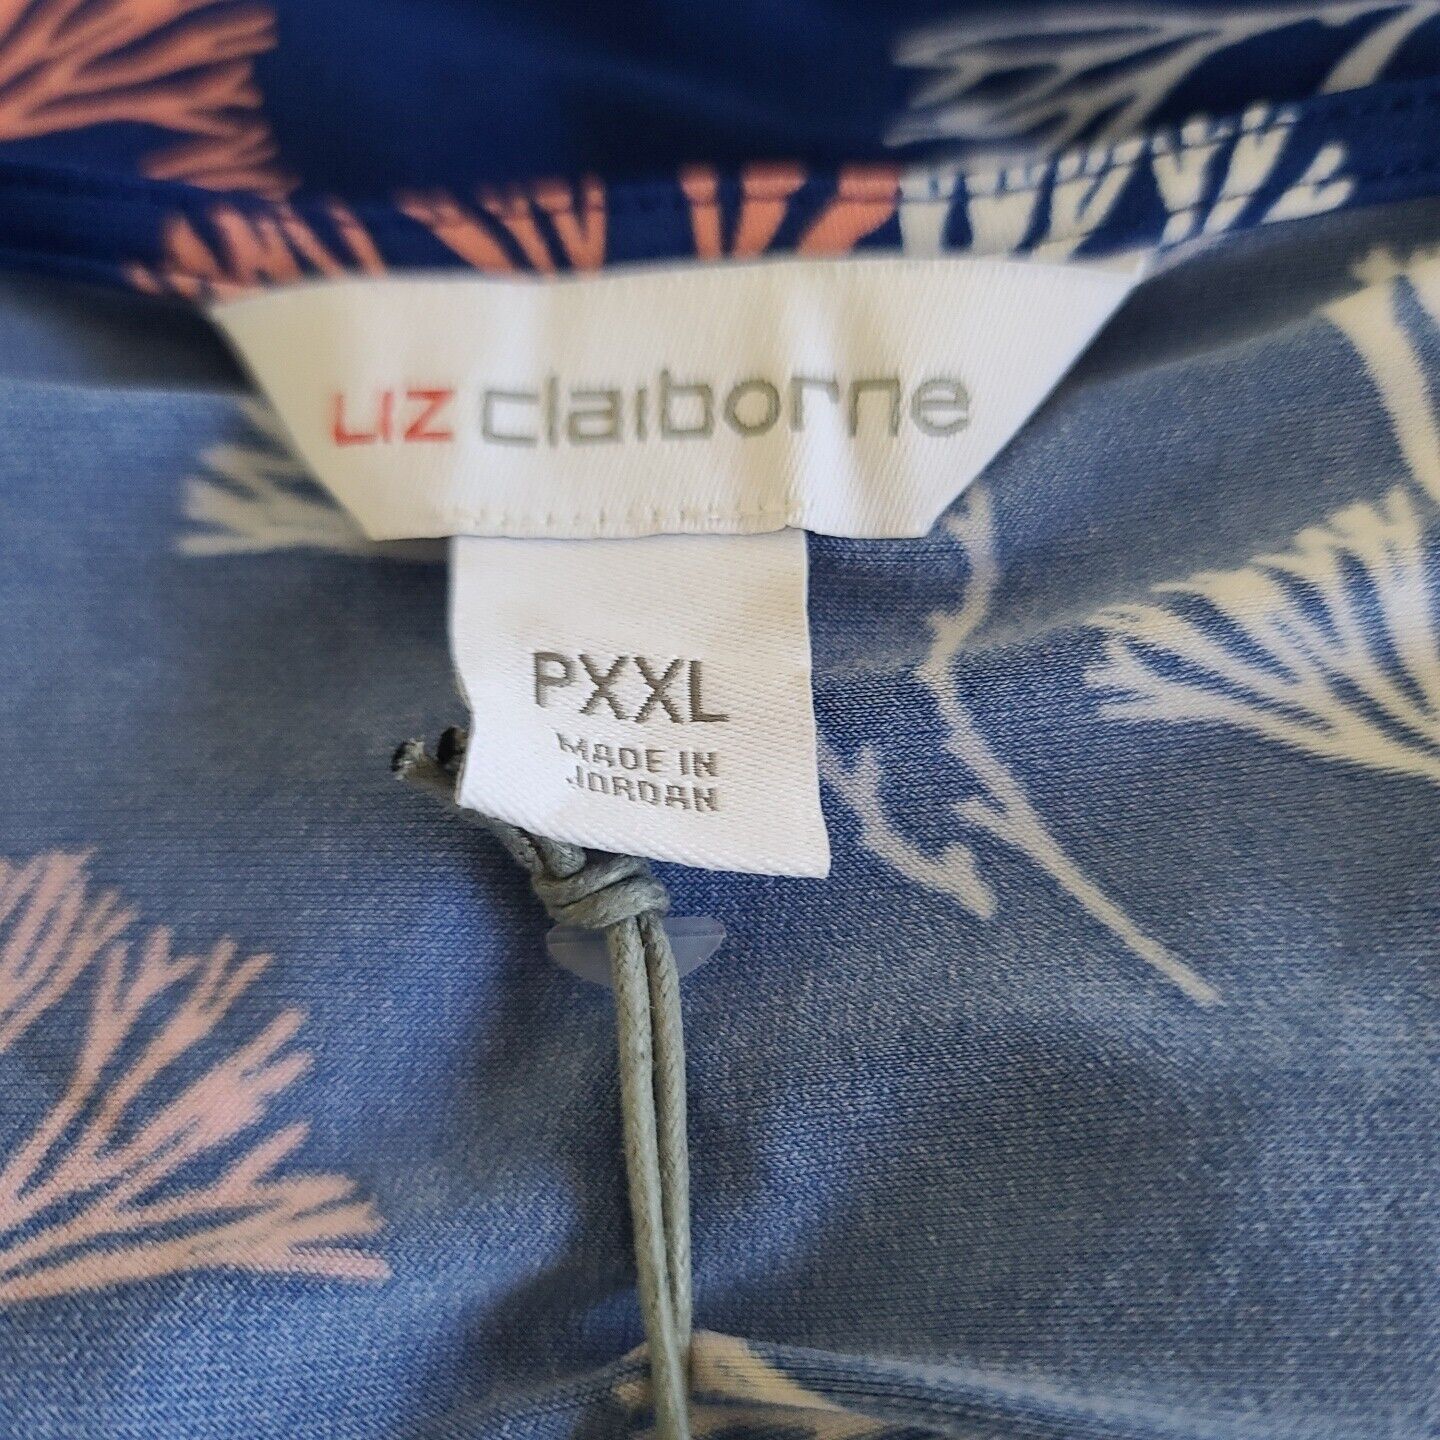 LIZ claiborne
PXXL
MADE IN
JORDAN